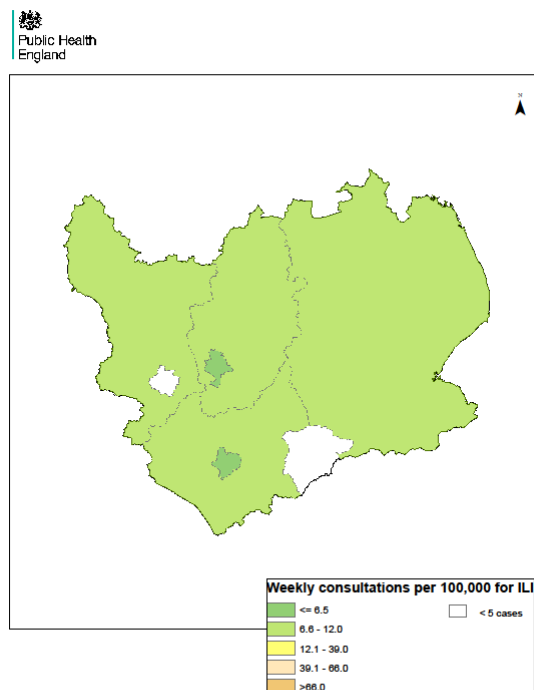 Public Health
England
N
Weekly consultations per 100,000 for ILI
<= 6.5
< 5 cases
6.6 - 12.0
12.1 - 39.0
39.1 - 66.0
>66.0